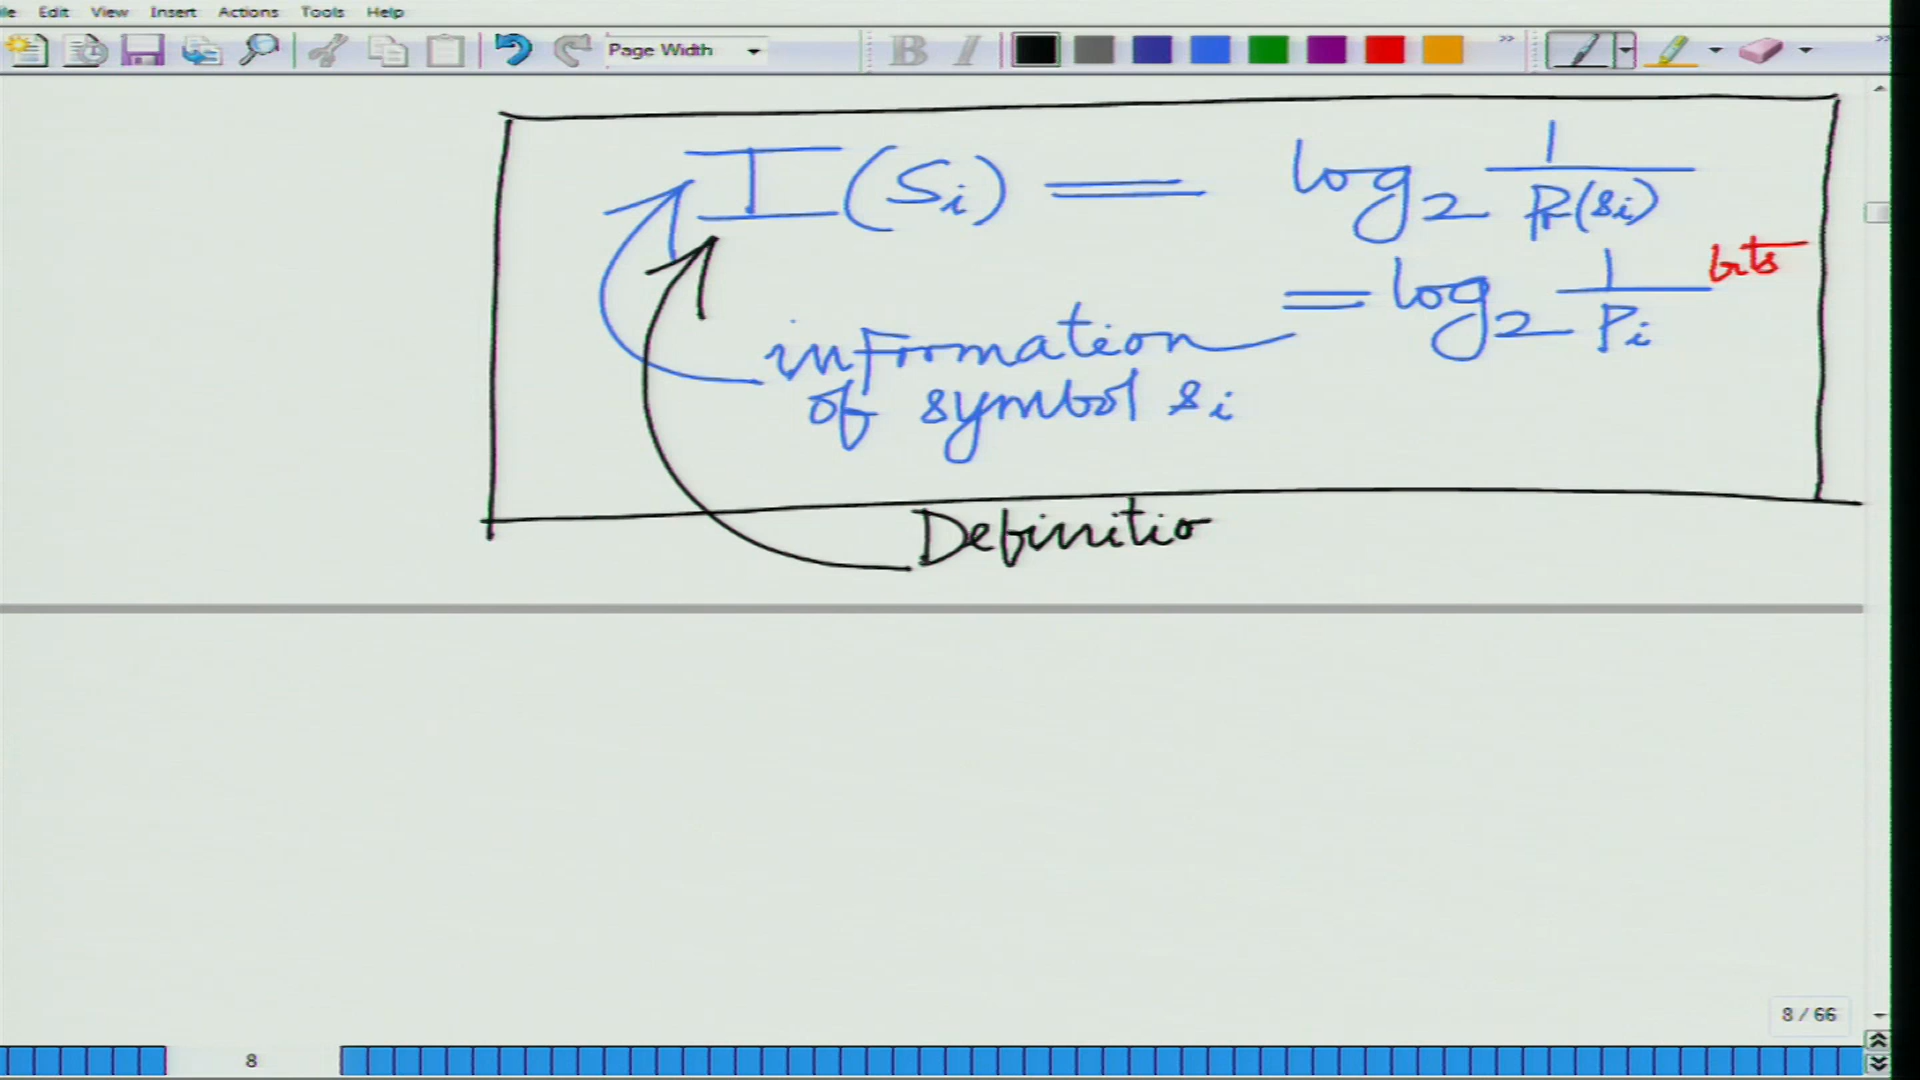 Edit View Insert Actions Tools Help
Page Width B I
I(Si) = log2 1/Pr(si)
= log2 1/Pi bits
information
of symbol si
Definitio
8 / 66
8